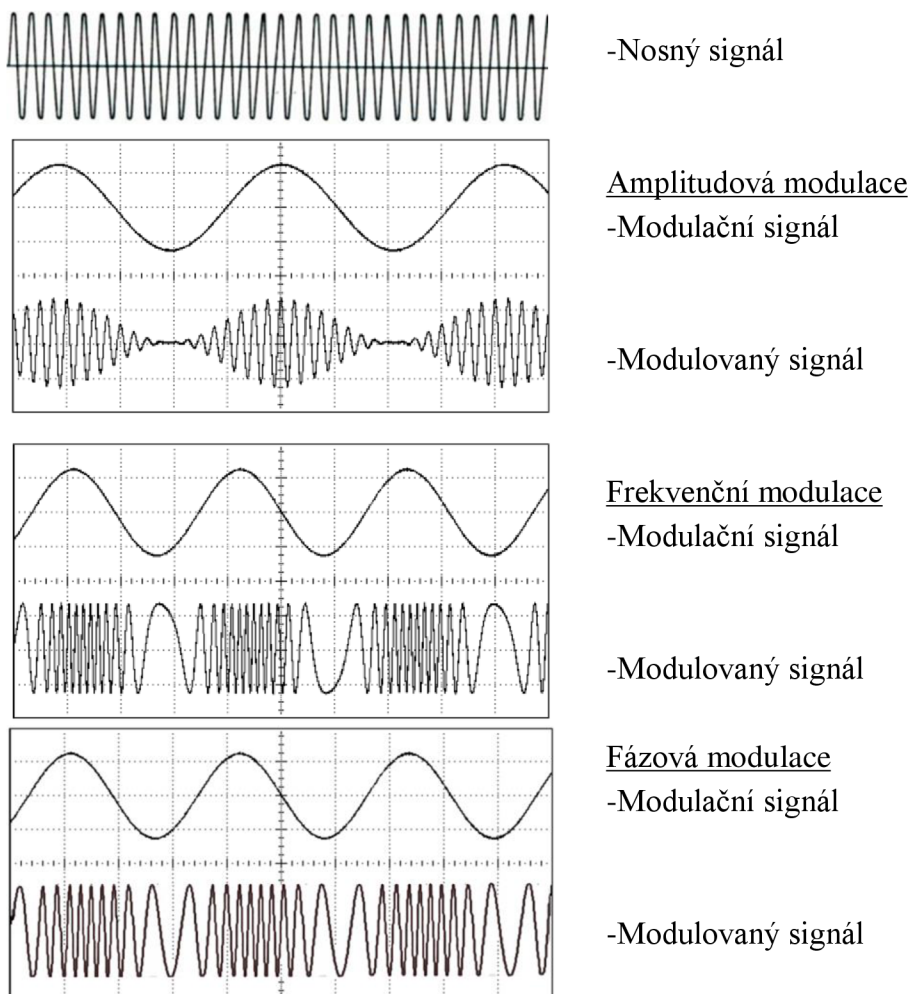 -Nosný signál
Amplitudová modulace
-Modulační signál
-Modulovaný signál
Frekvenční modulace
-Modulační signál
-Modulovaný signál
Fázová modulace
-Modulační signál
-Modulovaný signál